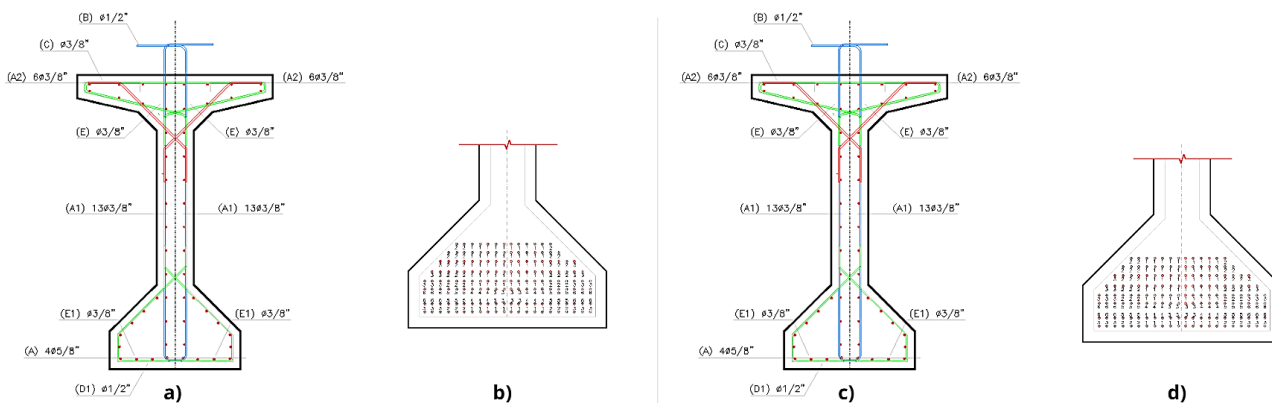 (B) ø1/2"
(C) ø3/8"
(A2) 6ø3/8"
(A2) 6ø3/8"
(E) ø3/8"
(E) ø3/8"
(A1) 13ø3/8"
(A1) 13ø3/8"
(E1) ø3/8"
(E1) ø3/8"
(A) 4ø5/8"
(D1) ø1/2"
a)
b)
(B) ø1/2"
(C) ø3/8"
(A2) 6ø3/8"
(A2) 6ø3/8"
(E) ø3/8"
(E) ø3/8"
(A1) 13ø3/8"
(A1) 13ø3/8"
(E1) ø3/8"
(E1) ø3/8"
(A) 4ø5/8"
(D1) ø1/2"
c)
d)